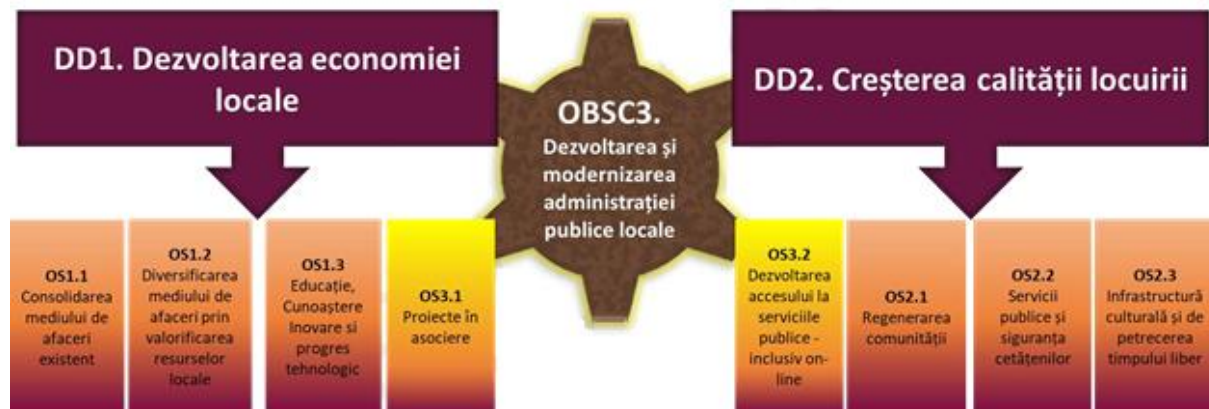 DD1. Dezvoltarea economiei
locale
OBSC3.
Dezvoltarea și
modernizarea
administrației
publice locale
DD2. Creșterea calității locuirii
OS1.1
Consolidarea
mediului de
afaceri
existent
OS1.2
Diversificarea
mediului de
afaceri prin
valorificarea
resurselor
locale
OS1.3
Educație,
Cunoaștere
Inovare si
progres
tehnologic
OS3.1
Proiecte în
asociere
OS3.2
Dezvoltarea
accesului la
serviciile
publice -
inclusiv on-
line
OS2.1
Regenerarea
comunității
OS2.2
Servicii
publice și
siguranța
cetățenilor
OS2.3
Infrastructură
culturală și de
petrecerea
timpului liber